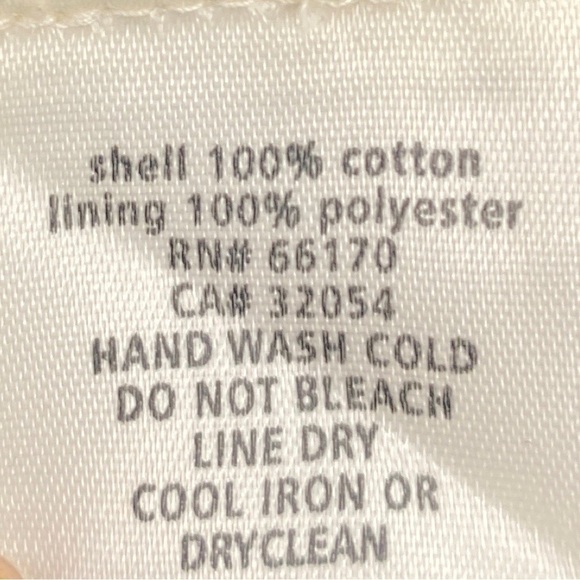 shell 100% cotton
lining 100% polyester
RN# 66170
CA# 32054
HAND WASH COLD
DO NOT BLEACH
LINE DRY
COOL IRON OR
DRYCLEAN